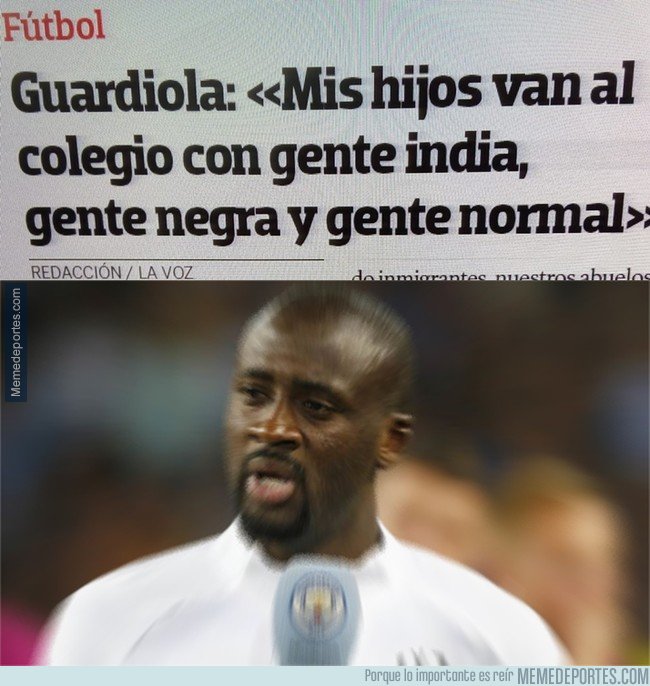 Fútbol
Guardiola: «Mis hijos van al
colegio con gente india,
gente negra y gente normal»
REDACCIÓN / LA VOZ
de inmigrantes, nuestros abuelos
Memedeportes.com
Porque lo importante es reír MEMEDEPORTES.COM